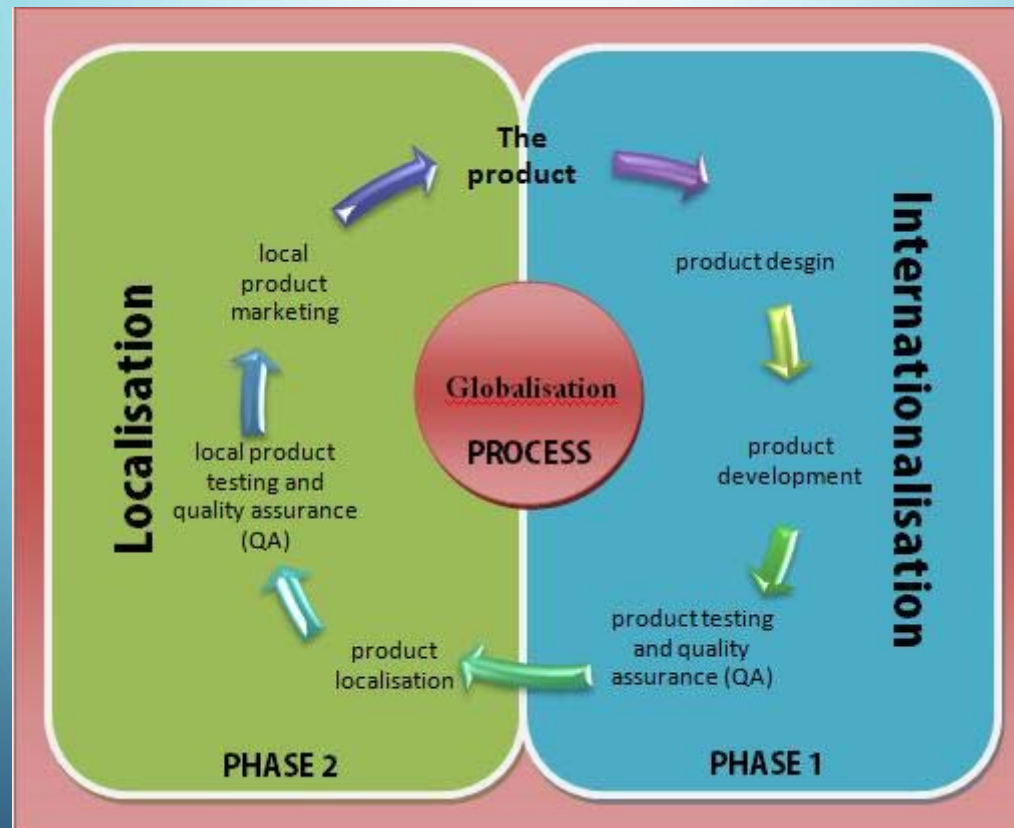 The
product
product desgin
product
development
product testing
and quality
assurance (QA)
product
localisation
local product
testing and
quality assurance
(QA)
local
product
marketing
Globalisation
PROCESS
Localisation
Internationalisation
PHASE 2
PHASE 1